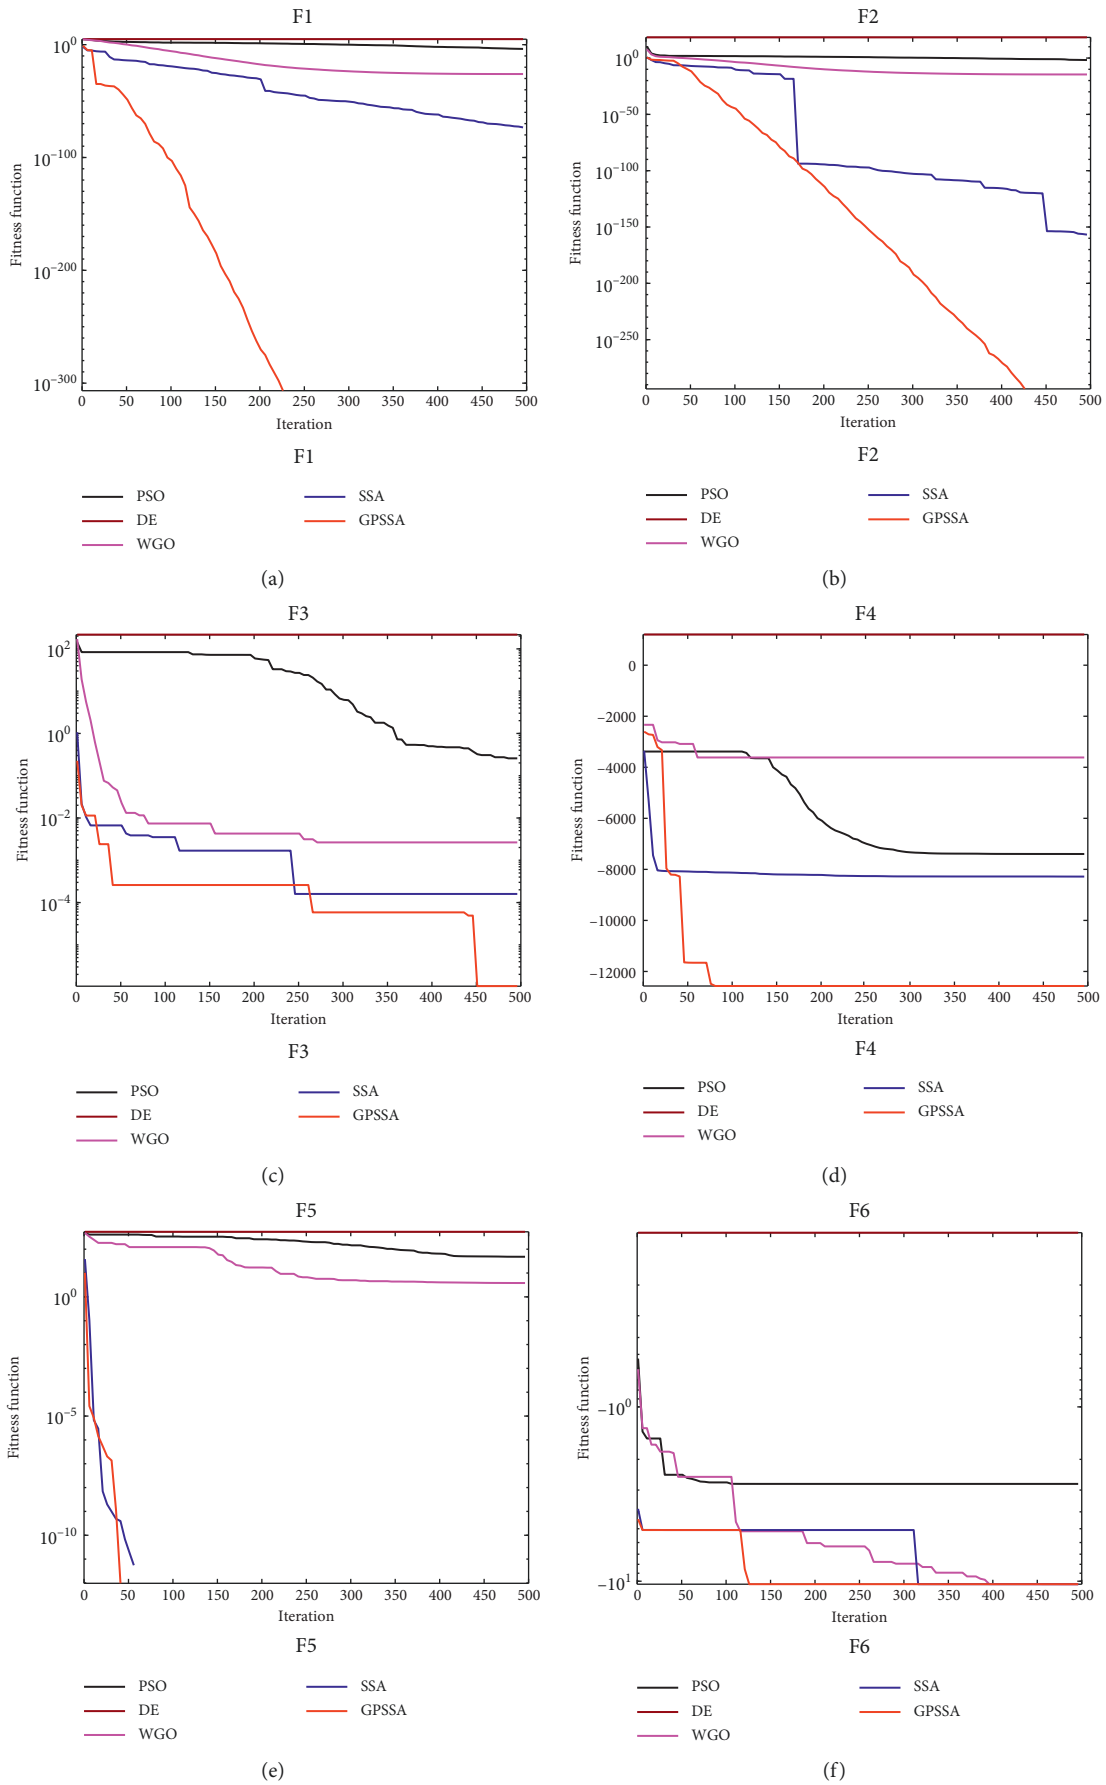 F1
Fitness function
10^0
10^−100
10^−200
10^−300
0 50 100 150 200 250 300 350 400 450 500
Iteration
F1
PSO
DE
WGO
SSA
GPSSA
(a)
F2
Fitness function
10^0
10^−50
10^−100
10^−150
10^−200
10^−250
0 50 100 150 200 250 300 350 400 450 500
Iteration
F2
PSO
DE
WGO
SSA
GPSSA
(b)
F3
Fitness function
10^2
10^0
10^−2
10^−4
0 50 100 150 200 250 300 350 400 450 500
Iteration
F3
PSO
DE
WGO
SSA
GPSSA
(c)
F4
Fitness function
0
−2000
−4000
−6000
−8000
−10000
−12000
0 50 100 150 200 250 300 350 400 450 500
Iteration
F4
PSO
DE
WGO
SSA
GPSSA
(d)
F5
Fitness function
10^0
10^−5
10^−10
0 50 100 150 200 250 300 350 400 450 500
Iteration
F5
PSO
DE
WGO
SSA
GPSSA
(e)
F6
Fitness function
−10^0
−10^1
0 50 100 150 200 250 300 350 400 450 500
Iteration
F6
PSO
DE
WGO
SSA
GPSSA
(f)